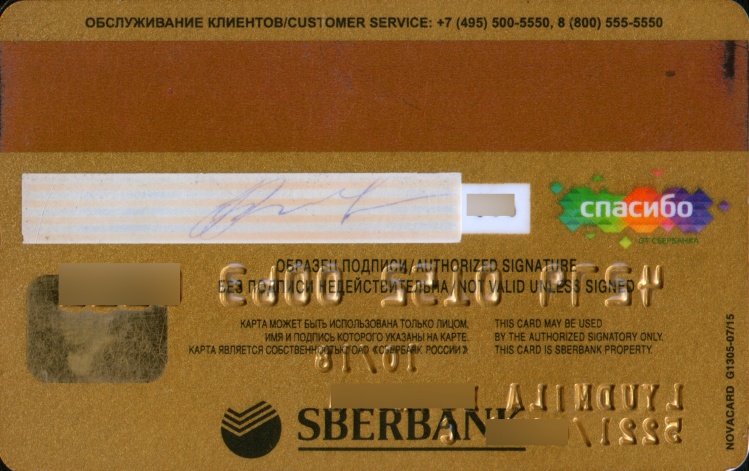 ОБСЛУЖИВАНИЕ КЛИЕНТОВ/CUSTOMER SERVICE: +7 (495) 500-5550, 8 (800) 555-5550
спасибо
ОТ СБЕРБАНКА
ОБРАЗЕЦ ПОДПИСИ/AUTHORIZED SIGNATURE
БЕЗ ПОДПИСИ НЕДЕЙСТВИТЕЛЬНА/NOT VALID UNLESS SIGNED
КАРТА МОЖЕТ БЫТЬ ИСПОЛЬЗОВАНА ТОЛЬКО ЛИЦОМ,
ИМЯ И ПОДПИСЬ КОТОРОГО УКАЗАНЫ НА КАРТЕ.
КАРТА ЯВЛЯЕТСЯ СОБСТВЕННОСТЬЮ ОАО «СБЕРБАНК РОССИИ».
THIS CARD MAY BE USED
BY THE AUTHORIZED SIGNATORY ONLY.
THIS CARD IS SBERBANK PROPERTY.
10/18
LYUDMILA
SBERBANK
NOVACARD G1305-07/15